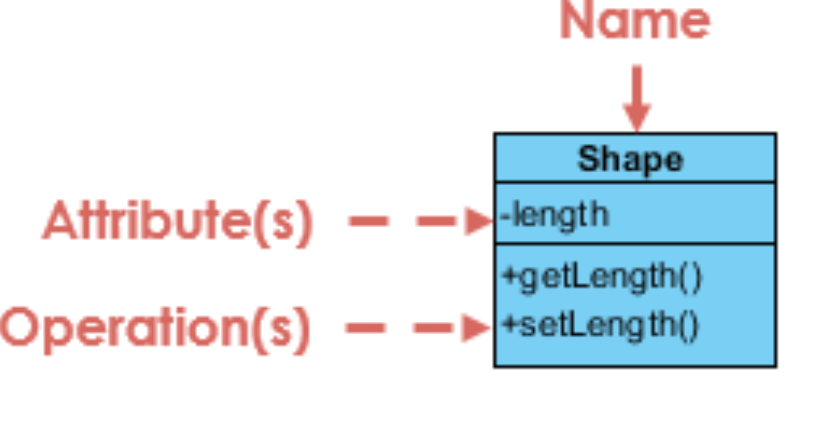 Name
Shape
Attribute(s)
-length
+getLength()
Operation(s)
+setLength()